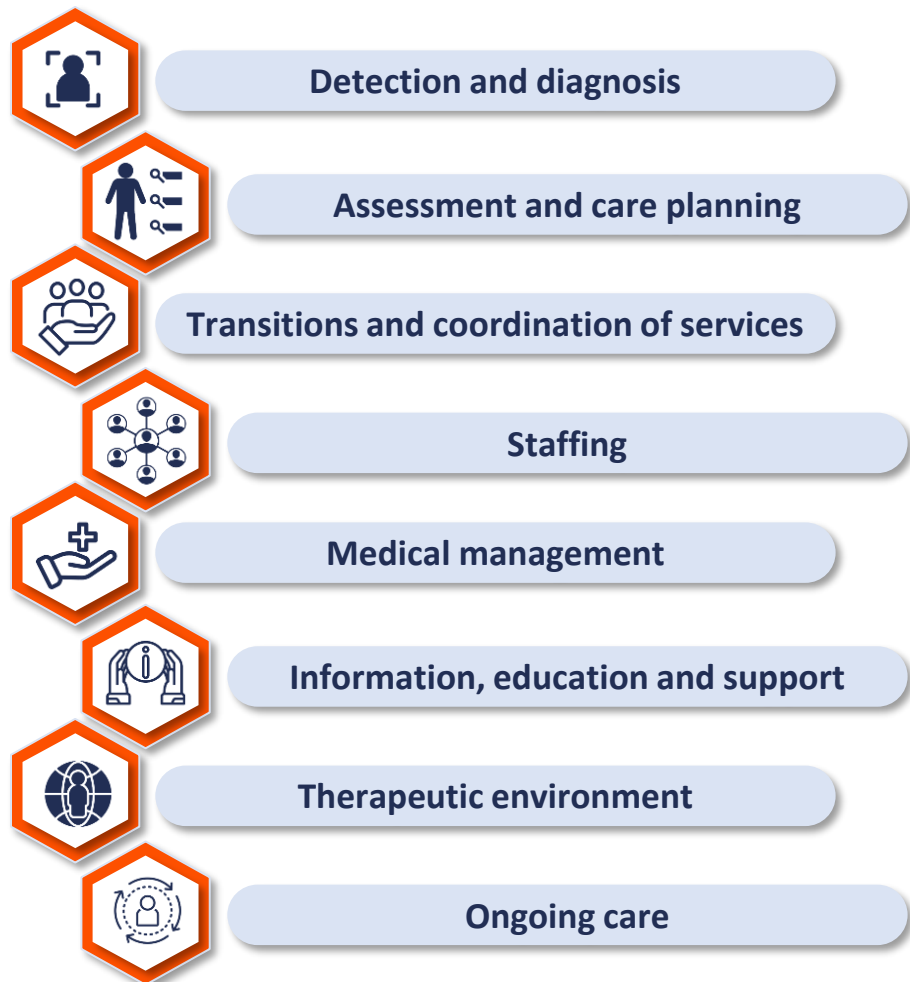 Detection and diagnosis
Assessment and care planning
Transitions and coordination of services
Staffing
Medical management
Information, education and support
Therapeutic environment
Ongoing care